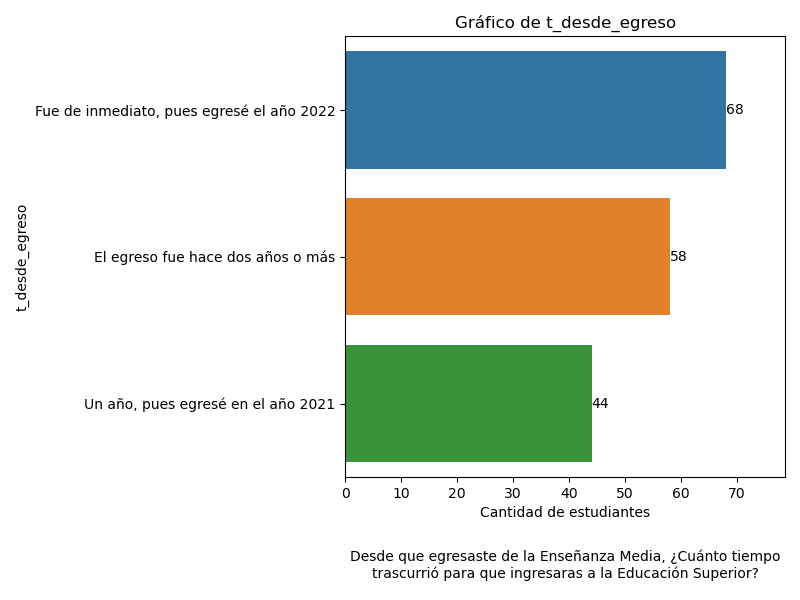 Gráfico de t_desde_egreso
t_desde_egreso
Fue de inmediato, pues egresé el año 2022
68
El egreso fue hace dos años o más
58
Un año, pues egresé en el año 2021
44
0 10 20 30 40 50 60 70
Cantidad de estudiantes
Desde que egresaste de la Enseñanza Media, ¿Cuánto tiempo
trascurrió para que ingresaras a la Educación Superior?